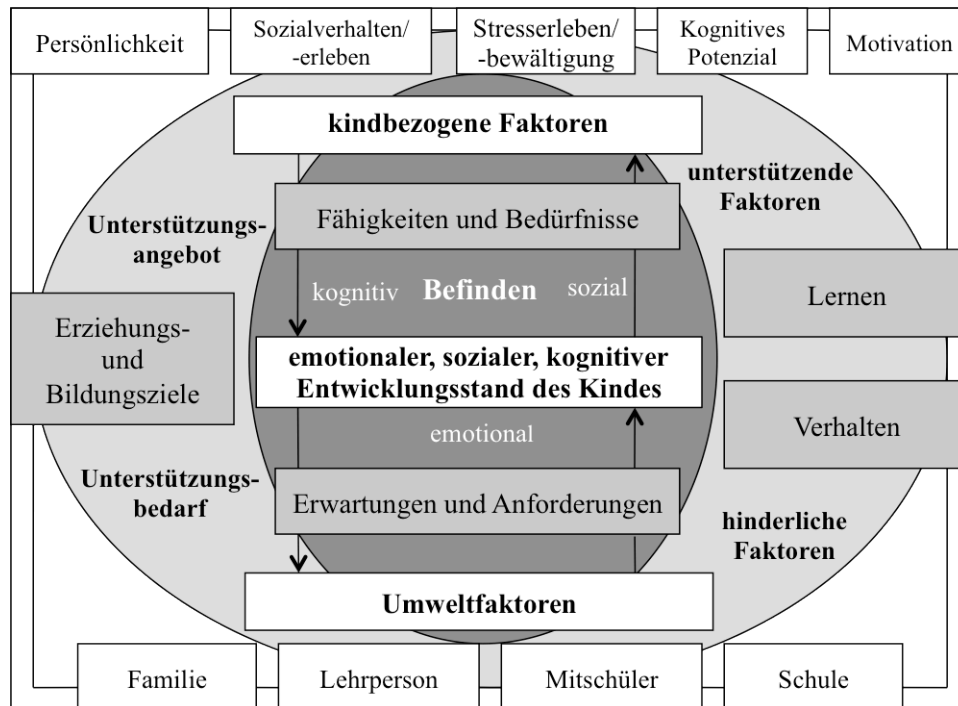 Persönlichkeit
Sozialverhalten/
-erleben
Stresserleben/
-bewältigung
Kognitives
Potenzial
Motivation
kindbezogene Faktoren
unterstützende
Faktoren
Fähigkeiten und Bedürfnisse
Unterstützungs-
angebot
kognitiv
Befinden
sozial
Lernen
Erziehungs-
und
Bildungsziele
emotionaler, sozialer, kognitiver
Entwicklungsstand des Kindes
Verhalten
emotional
Unterstützungs-
bedarf
Erwartungen und Anforderungen
hinderliche
Faktoren
Umweltfaktoren
Familie
Lehrperson
Mitschüler
Schule